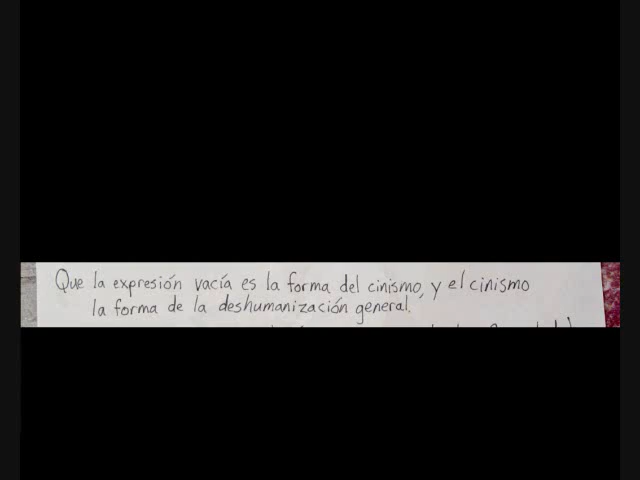 Que la expresión vacía es la forma del cinismo, y el cinismo
la forma de la deshumanización general.